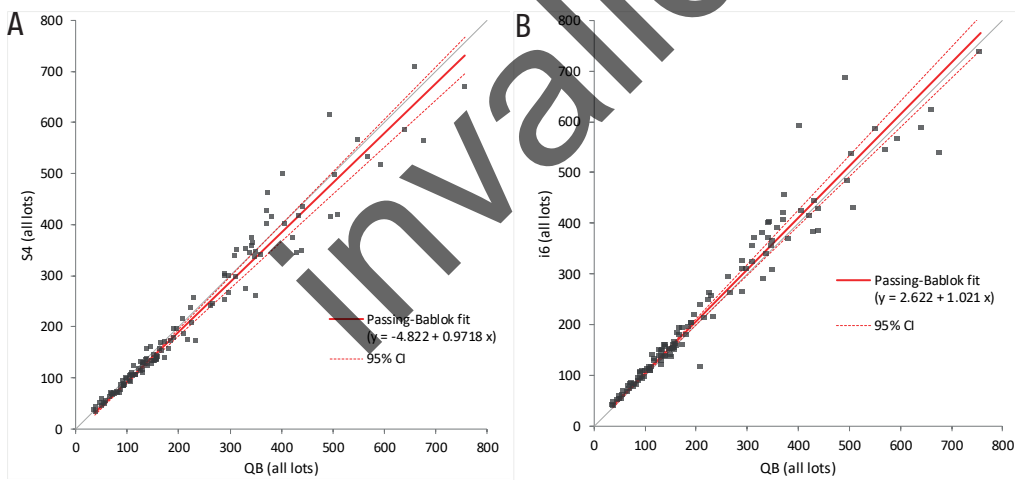 A
800
700
600
500
400
300
200
100
0
S4 (all lots)
0 100 200 300 400 500 600 700 800
QB (all lots)
Passing-Bablok fit
(y = -4.822 + 0.9718 x)
95% CI
B
800
700
600
500
400
300
200
100
0
i6 (all lots)
0 100 200 300 400 500 600 700 800
QB (all lots)
Passing-Bablok fit
(y = 2.622 + 1.021 x)
95% CI